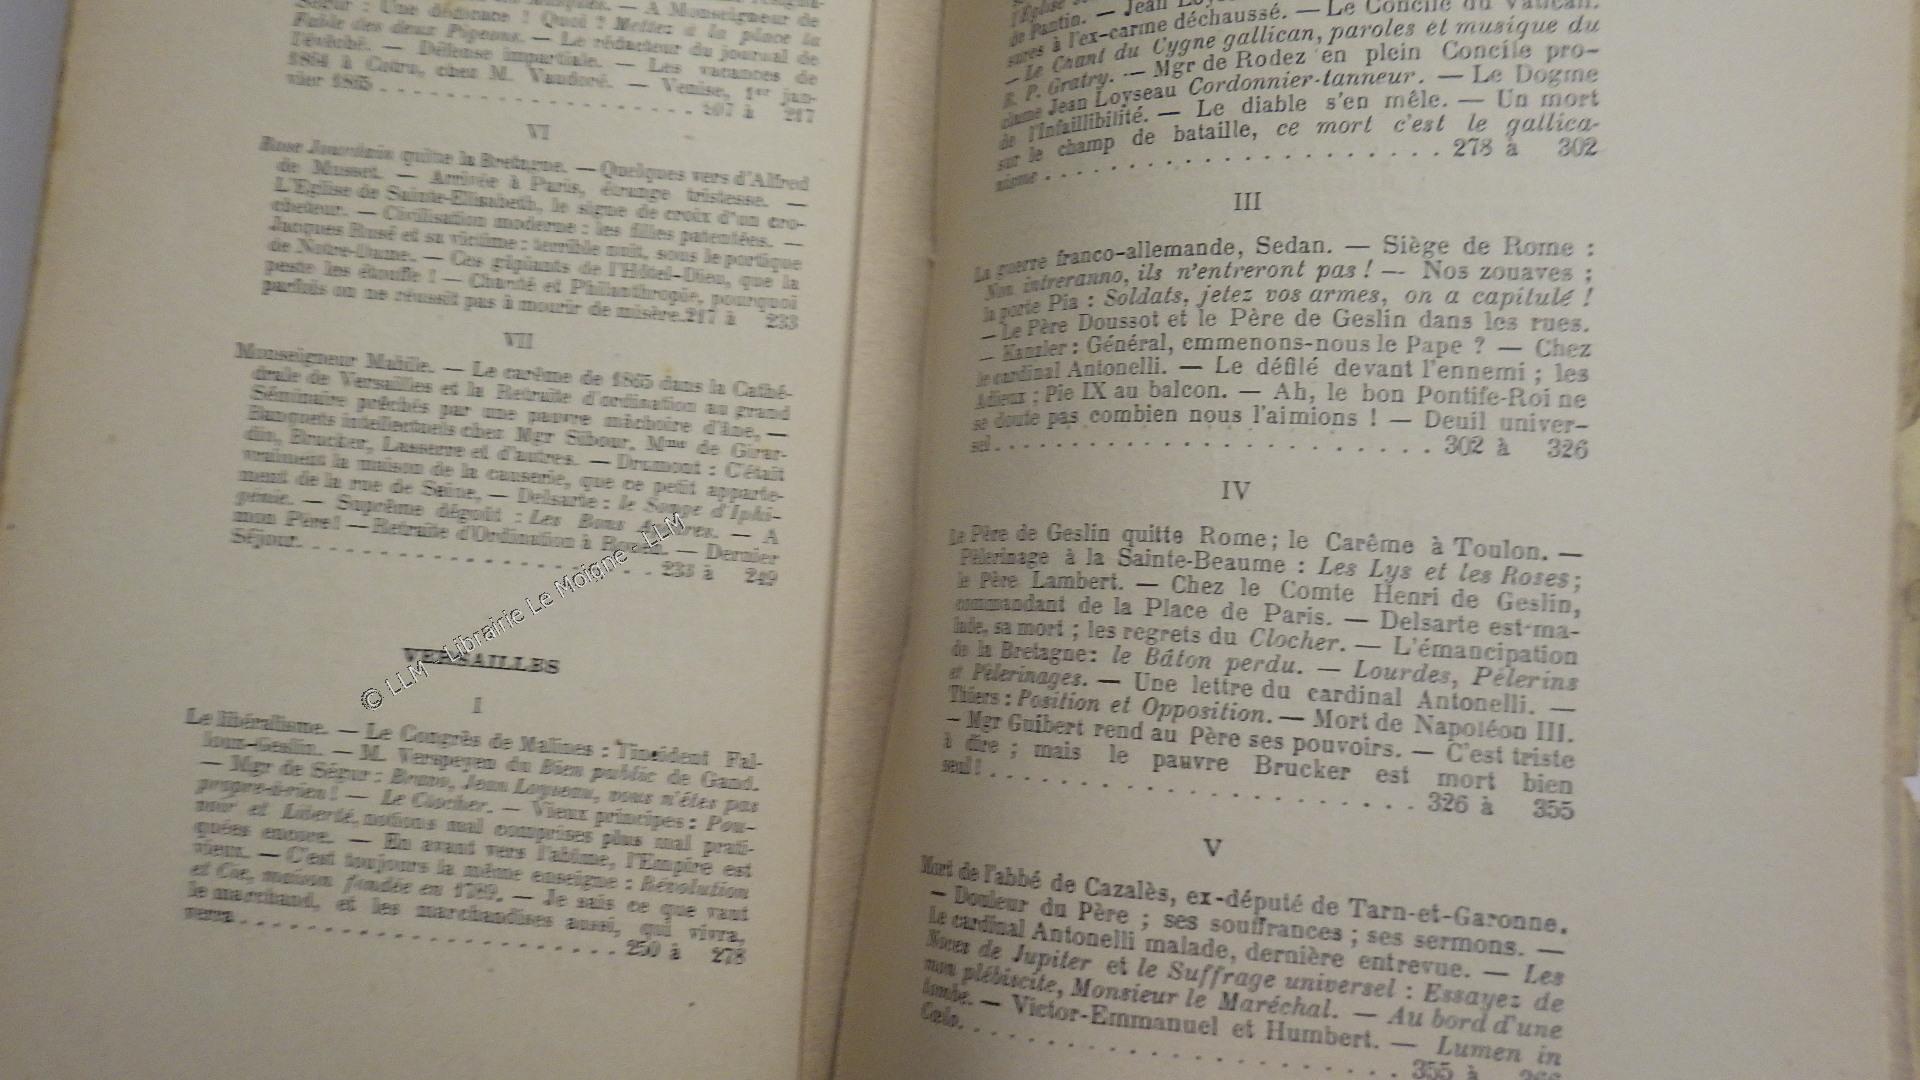 Ségur : Une dédicace ! Quoi ? Mettez à la place la
Fable des deux Pigeons. — Le rédacteur du journal de
l'évêché. — Défense impartiale. — Les vacances de
1864 à Coëru, chez M. Vandoré. — Venise, 1er jan-
vier 1865 . . . . . . . . . . . . . . . . 207 à 217
VI
Rose Jourdain quitte la Bretagne. — Quelques vers d'Alfred
de Musset. — Arrivée à Paris, étrange tristesse. —
L'Eglise de Sainte-Elisabeth, le signe de croix d'un cro-
cheteur. — Civilisation moderne : les filles patentées. —
Jacques Rusé et sa victime : terrible nuit, sous le portique
de Notre-Dame. — Ces gipiants de l'Hôtel-Dieu, que la
peste les étouffe ! — Charité et Philanthropie, pourquoi
parfois on ne réussit pas à mourir de misère..217 à 233
VII
Monseigneur Mabile. — Le carême de 1865 dans la Cathé-
drale de Versailles et la Retraite d'ordination au grand
Séminaire prêchés par une pauvre mâchoire d'âne. —
Banquets intellectuels chez Mgr Sibour, Mme de Girar-
din, Brucker, Lasserre et d'autres. — Drumont : C'était
vraiment la maison de la causerie, que ce petit apparte-
ment de la rue de Seine. — Delsarte : le Songe d'Iphi-
génie. — Suprême dégoût : Les Bons Apôtres. — A
mon Père ! — Retraite d'Ordination à Rouen. — Dernier
Séjour. . . . . . . . . . . . . . . . . . 233 à 249
© LLM - Librairie Le Moigne - LLM
VERSAILLES
I
Le libéralisme. — Le Congrès de Malines : l'incident Fal-
loux-Geslin. — M. Verspeyen du Bien public de Gand.
— Mgr de Ségur : Bravo, Jean Loyseau, vous n'êtes pas
propre-à-rien ! — Le Clocher. — Vieux principes : Pou-
voir et Liberté, notions mal comprises plus mal prati-
quées encore. — En avant vers l'abîme, l'Empire est
vieux. — C'est toujours la même enseigne : Révolution
et Cie, maison fondée en 1789. — Je sais ce que vaut
le marchand, et les marchandises aussi, qui vivra,
verra . . . . . . . . . . . . . . . . . . 250 à 278
de Pantin. — Jean
sures à l'ex-carme déchaussé. — Le Concile du Vatican.
— Le Chant du Cygne gallican, paroles et musique du
R. P. Gratry. — Mgr de Rodez en plein Concile pro-
clame Jean Loyseau Cordonnier-tanneur. — Le Dogme
de l'Infaillibilité. — Le diable s'en mêle. — Un mort
sur le champ de bataille, ce mort c'est le gallica-
nisme . . . . . . . . . . . . . . . . . . 278 à 302
III
La guerre franco-allemande, Sedan. — Siège de Rome :
Non intreranno, ils n'entreront pas ! — Nos zouaves ;
la porte Pia : Soldats, jetez vos armes, on a capitulé !
— Le Père Doussot et le Père de Geslin dans les rues.
— Kanzler : Général, emmenons-nous le Pape ? — Chez
le cardinal Antonelli. — Le défilé devant l'ennemi ; les
Adieux ; Pie IX au balcon. — Ah, le bon Pontife-Roi ne
se doute pas combien nous l'aimions ! — Deuil univer-
sel . . . . . . . . . . . . . . . . . . . 302 à 326
IV
Le Père de Geslin quitte Rome ; le Carême à Toulon. —
Pèlerinage à la Sainte-Beaume : Les Lys et les Roses ;
le Père Lambert. — Chez le Comte Henri de Geslin,
commandant de la Place de Paris. — Delsarte est ma-
lade, sa mort ; les regrets du Clocher. — L'émancipation
de la Bretagne : le Bâton perdu. — Lourdes, Pèlerins
et Pèlerinages. — Une lettre du cardinal Antonelli. —
Thiers : Position et Opposition. — Mort de Napoléon III.
— Mgr Guibert rend au Père ses pouvoirs. — C'est triste
à dire ; mais le pauvre Brucker est mort bien
seul ! . . . . . . . . . . . . . . . . . . 326 à 355
V
Mort de l'abbé de Cazalès, ex-député de Tarn-et-Garonne.
— Douleur du Père ; ses souffrances ; ses sermons. —
Le cardinal Antonelli malade, dernière entrevue. — Les
Noces de Jupiter et le Suffrage universel : Essayez de
mon plébiscite, Monsieur le Maréchal. — Au bord d'une
tombe. — Victor-Emmanuel et Humbert. — Lumen in
Cœlo. . . . . . . . . . . . . . . . . . . 355 à